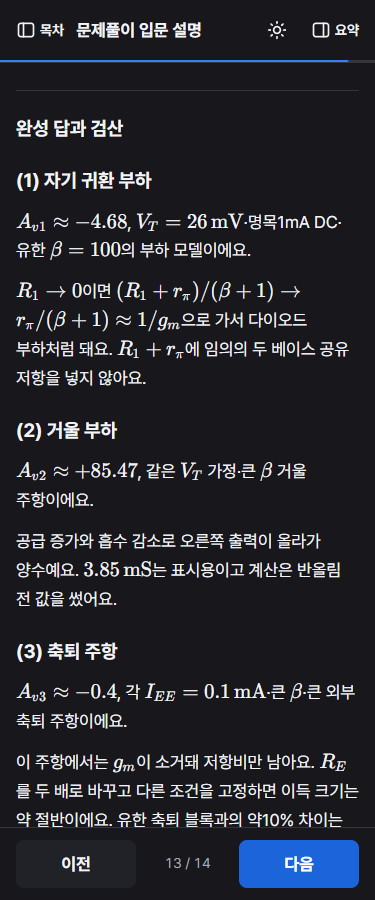 목차 문제풀이 입문 설명 요약
완성 답과 검산
(1) 자기 귀환 부하
A_{v1} ≈ −4.68, V_T = 26 mV·명목1mA DC·
유한 β = 100의 부하 모델이에요.
R_1 → 0이면 (R_1 + r_π)/(β + 1) →
r_π/(β + 1) ≈ 1/g_m으로 가서 다이오드
부하처럼 돼요. R_1 + r_π에 임의의 두 베이스 공유
저항을 넣지 않아요.
(2) 거울 부하
A_{v2} ≈ +85.47, 같은 V_T 가정·큰 β 거울
주항이에요.
공급 증가와 흡수 감소로 오른쪽 출력이 올라가
양수예요. 3.85 mS는 표시용이고 계산은 반올림
전 값을 썼어요.
(3) 축퇴 주항
A_{v3} ≈ −0.4, 각 I_{EE} = 0.1 mA·큰 β·큰 외부
축퇴 주항이에요.
이 주항에서는 g_m이 소거돼 저항비만 남아요. R_E
를 두 배로 바꾸고 다른 조건을 고정하면 이득 크기는
약 절반이에요. 유한 축퇴 블록과의 약10% 차이는
이전 13 / 14 다음